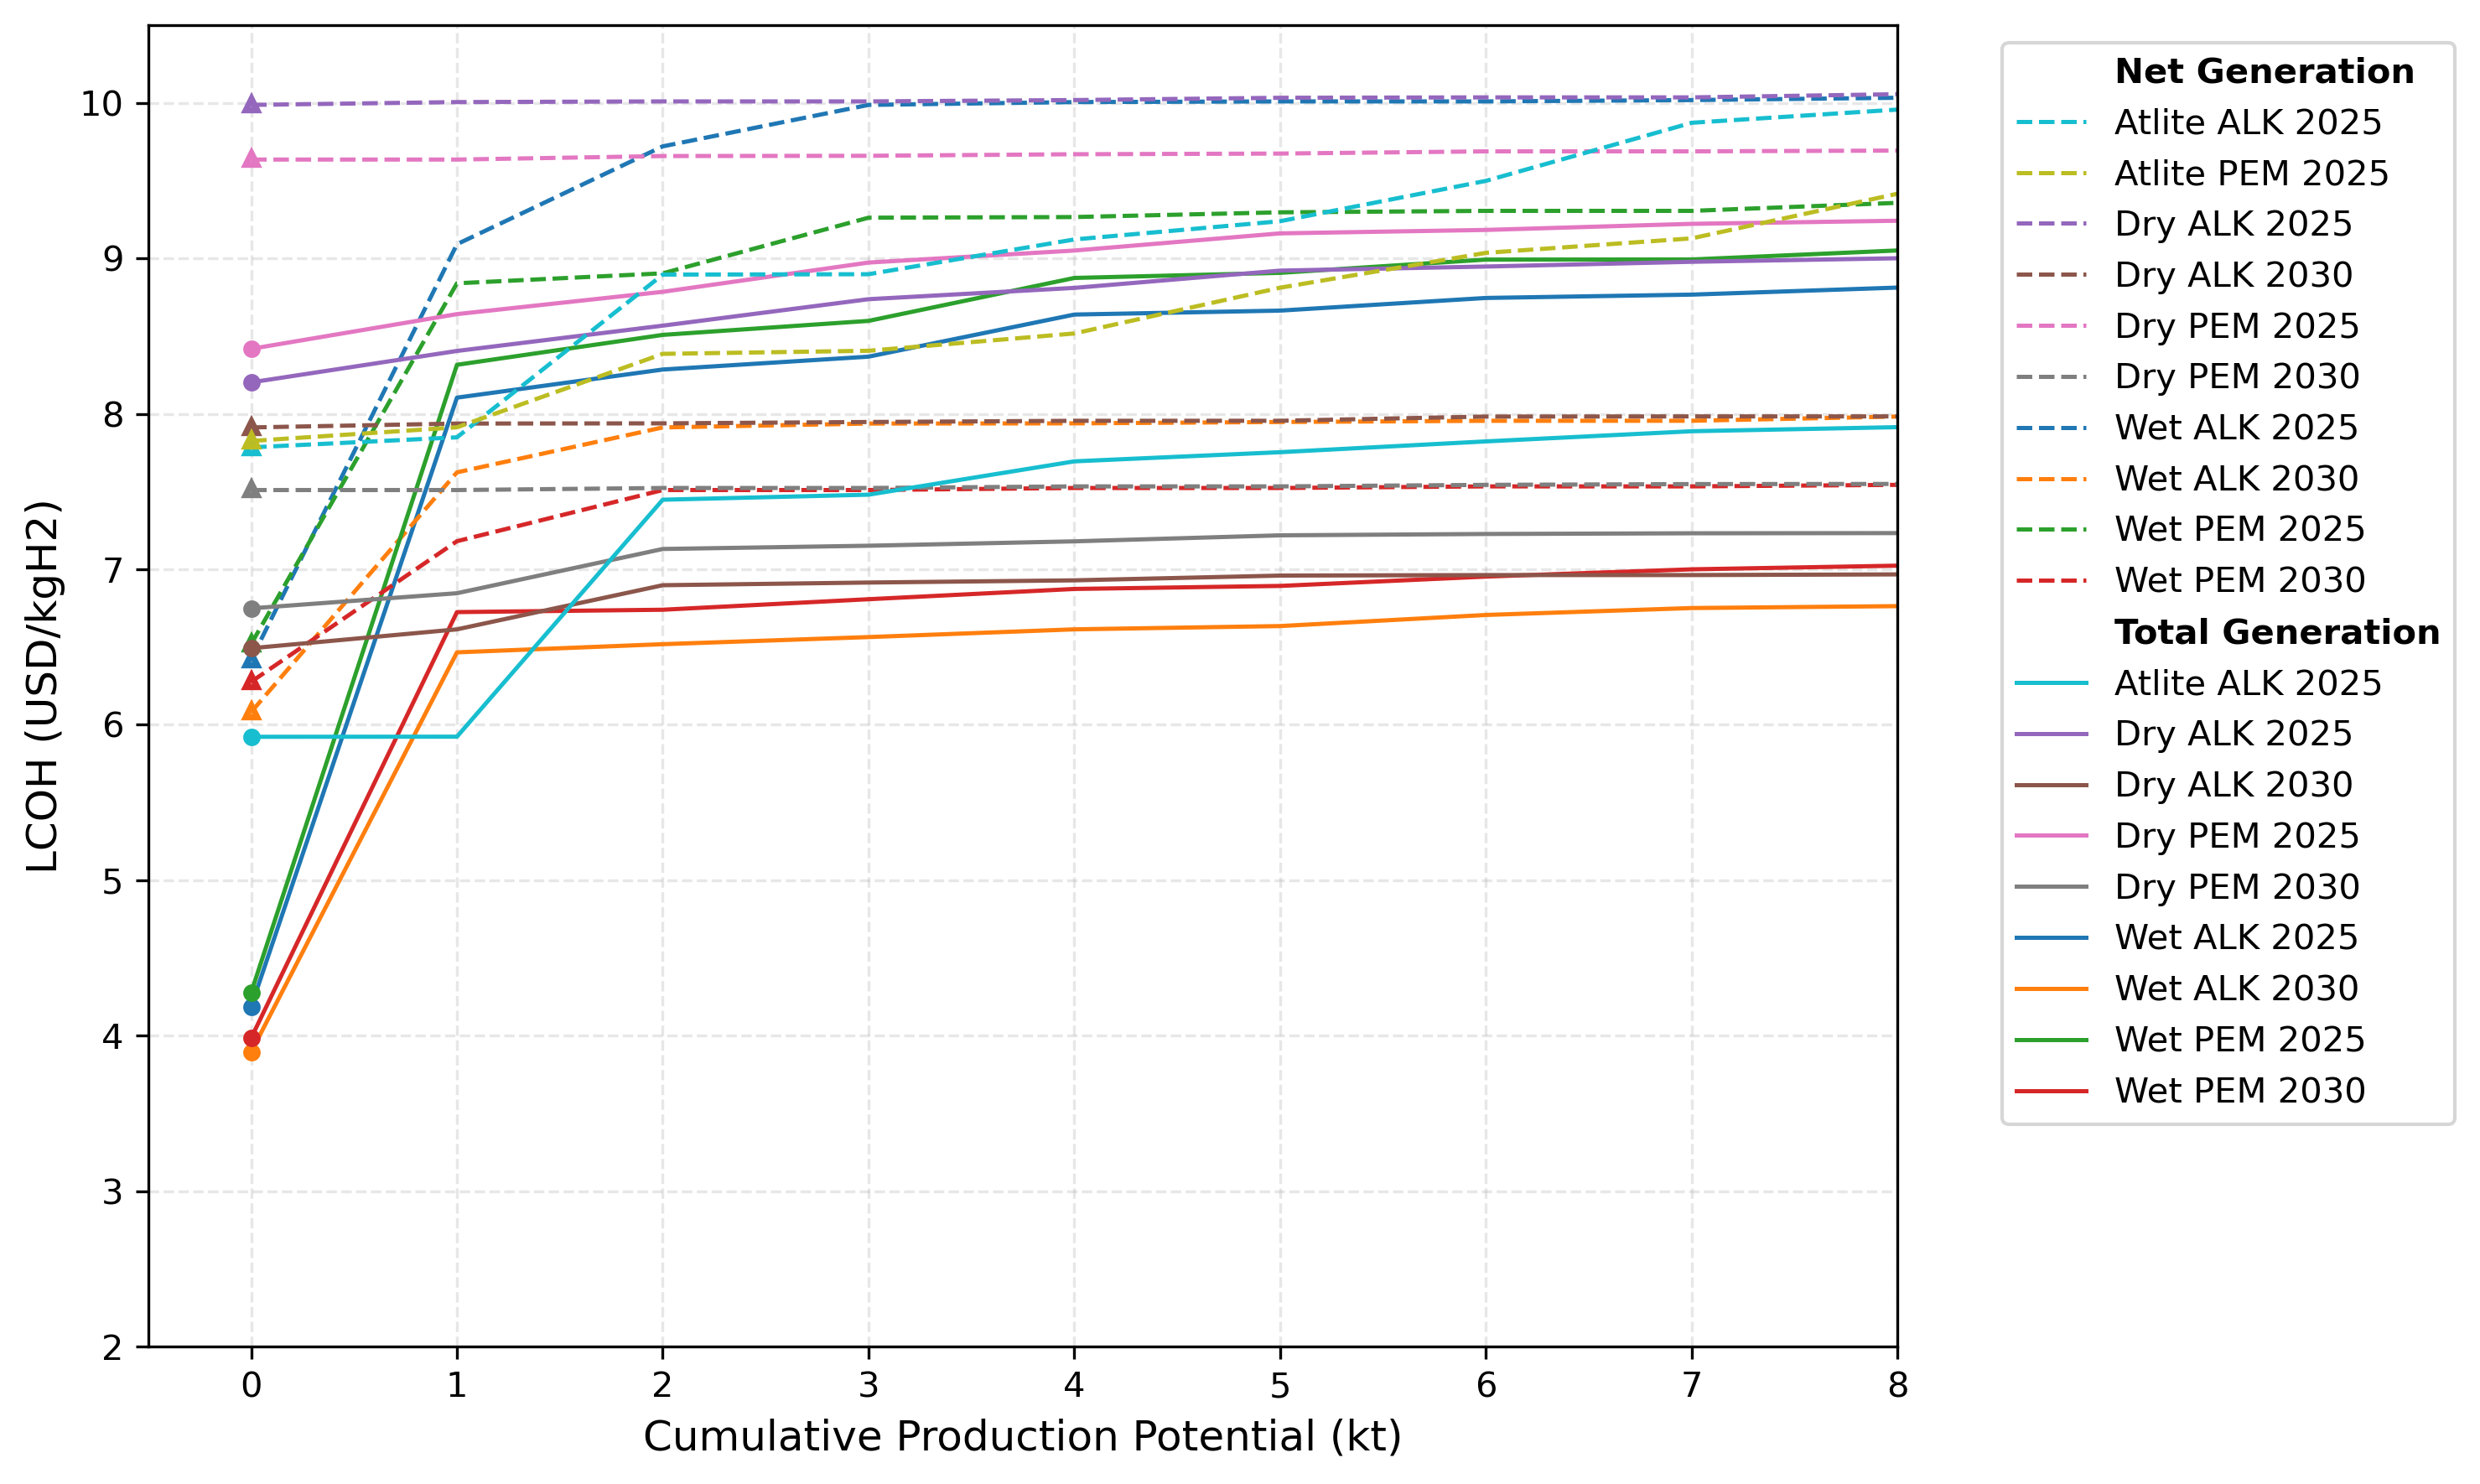 10
9
8
7
6
5
4
3
2
LCOH (USD/kgH2)
0 1 2 3 4 5 6 7 8
Cumulative Production Potential (kt)
Net Generation
Atlite ALK 2025
Atlite PEM 2025
Dry ALK 2025
Dry ALK 2030
Dry PEM 2025
Dry PEM 2030
Wet ALK 2025
Wet ALK 2030
Wet PEM 2025
Wet PEM 2030
Total Generation
Atlite ALK 2025
Dry ALK 2025
Dry ALK 2030
Dry PEM 2025
Dry PEM 2030
Wet ALK 2025
Wet ALK 2030
Wet PEM 2025
Wet PEM 2030